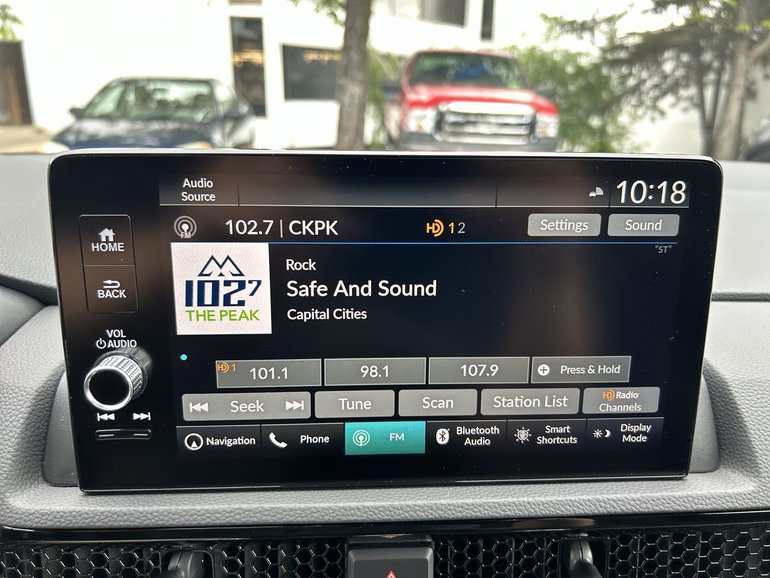 Audio
Source
10:18
HOME
BACK
VOL
AUDIO
FM
102.7 | CKPK
HD 1 2
Settings
Sound
"ST"
102.7
THE PEAK
Rock
Safe And Sound
Capital Cities
HD 1
101.1
98.1
107.9
+ Press & Hold
Seek
Tune
Scan
Station List
HD Radio
Channels
Navigation
Phone
FM
Bluetooth
Audio
Smart
Shortcuts
Display
Mode